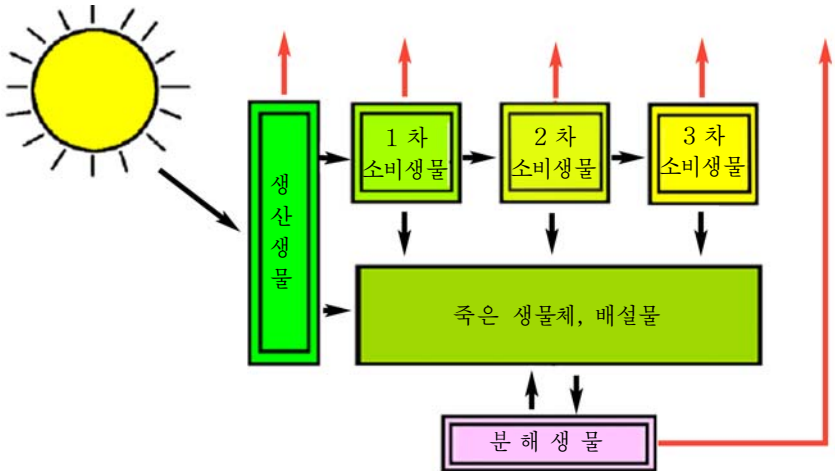 생산생물
1 차
소비생물
2 차
소비생물
3 차
소비생물
죽은 생물체, 배설물
분 해 생 물